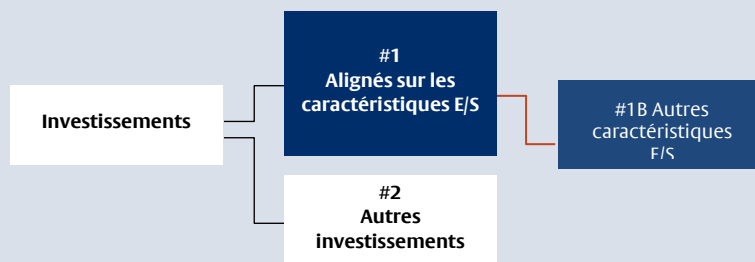 Investissements
#1
Alignés sur les
caractéristiques E/S
#2
Autres
investissements
#1B Autres
caractéristiques
E/S